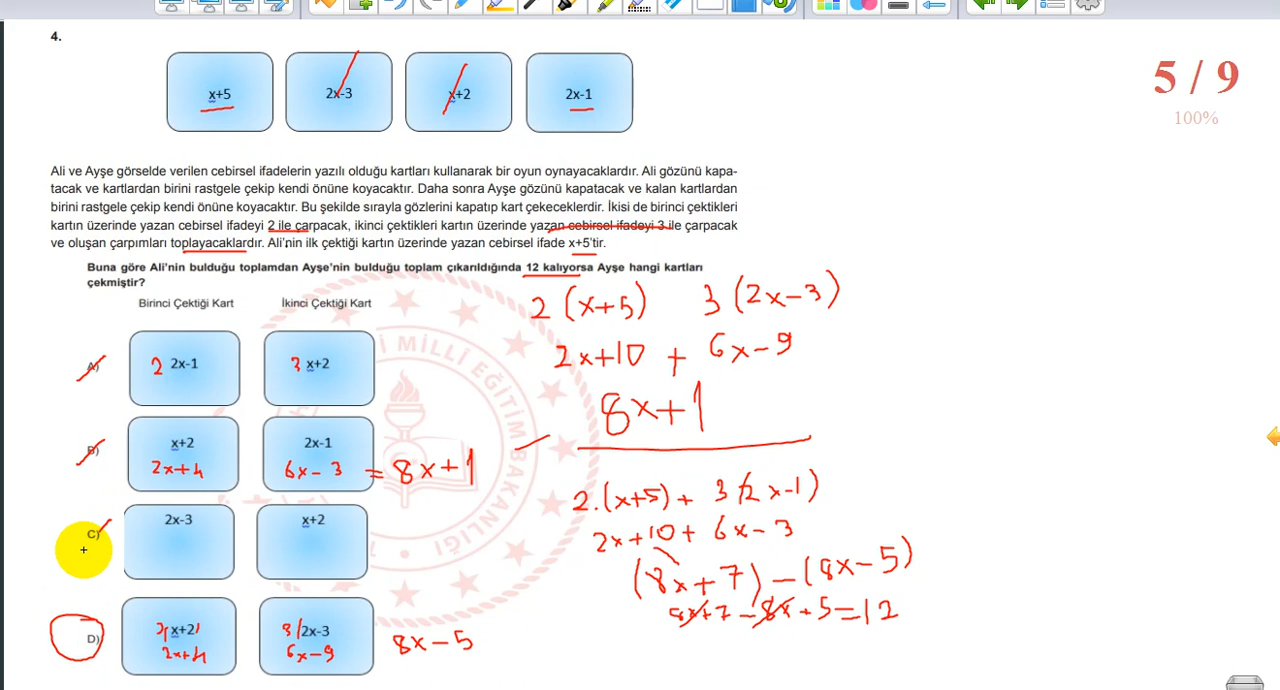 4.
5 / 9
100%
x+5 2x-3 x+2 2x-1
Ali ve Ayşe görselde verilen cebirsel ifadelerin yazılı olduğu kartları kullanarak bir oyun oynayacaklardır. Ali gözünü kapa-
tacak ve kartlardan birini rastgele çekip kendi önüne koyacaktır. Daha sonra Ayşe gözünü kapatacak ve kalan kartlardan
birini rastgele çekip kendi önüne koyacaktır. Bu şekilde sırayla gözlerini kapatıp kart çekeceklerdir. İkisi de birinci çektikleri
kartın üzerinde yazan cebirsel ifadeyi 2 ile çarpacak, ikinci çektikleri kartın üzerinde yazan cebirsel ifadeyi 3 ile çarpacak
ve oluşan çarpımları toplayacaklardır. Ali'nin ilk çektiği kartın üzerinde yazan cebirsel ifade x+5'tir.
Buna göre Ali'nin bulduğu toplamdan Ayşe'nin bulduğu toplam çıkarıldığında 12 kalıyorsa Ayşe hangi kartları
çekmiştir?
Birinci Çektiği Kart İkinci Çektiği Kart
A) 2 2x-1 3 x+2
B) x+2 2x-1
2x+4 6x-3 = 8x+1
C) 2x-3 x+2
D) 2(x+2) 3/2x-3
2x+4 6x-9 8x-5
2(x+5) 3(2x-3)
2x+10 + 6x-9
8x+1
2.(x+5) + 3(2x-1)
2x+10+ 6x-3
(8x+7) - (8x-5)
8x+7 - 8x + 5 = 12
MİLLİ EĞİTİM BAKANLIĞI